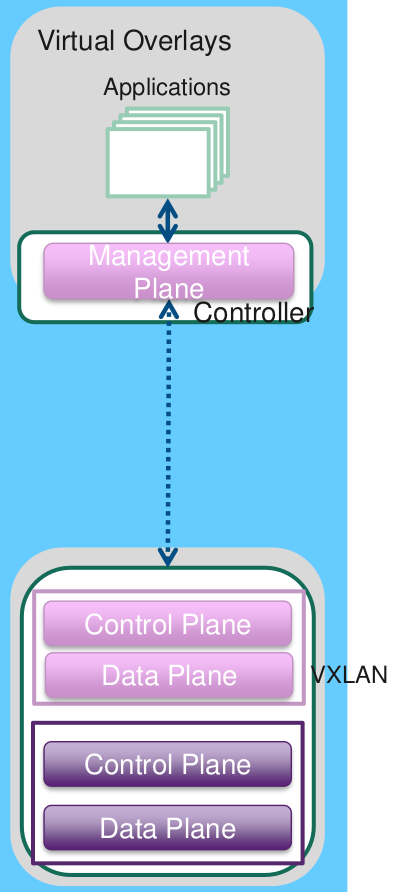 Virtual Overlays
Applications
Management
Plane
Controller
Control Plane
Data Plane
VXLAN
Control Plane
Data Plane